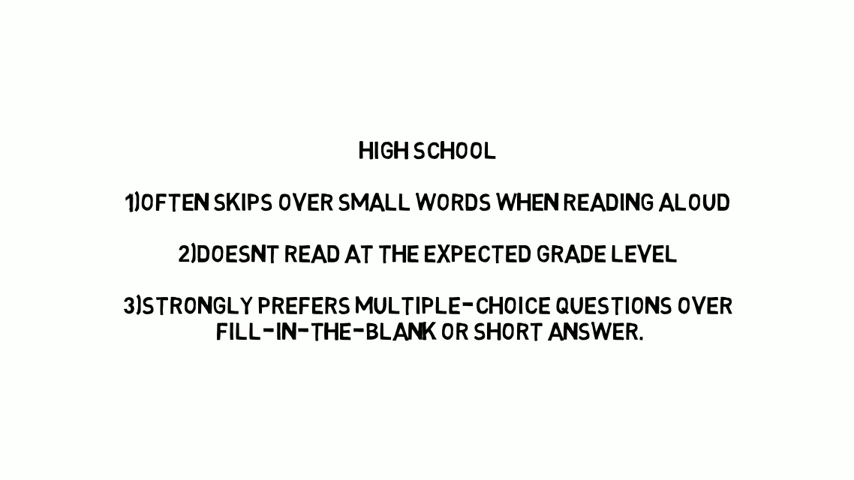 HIGH SCHOOL
1)OFTEN SKIPS OVER SMALL WORDS WHEN READING ALOUD
2)DOESNT READ AT THE EXPECTED GRADE LEVEL
3)STRONGLY PREFERS MULTIPLE-CHOICE QUESTIONS OVER
FILL-IN-THE-BLANK OR SHORT ANSWER.